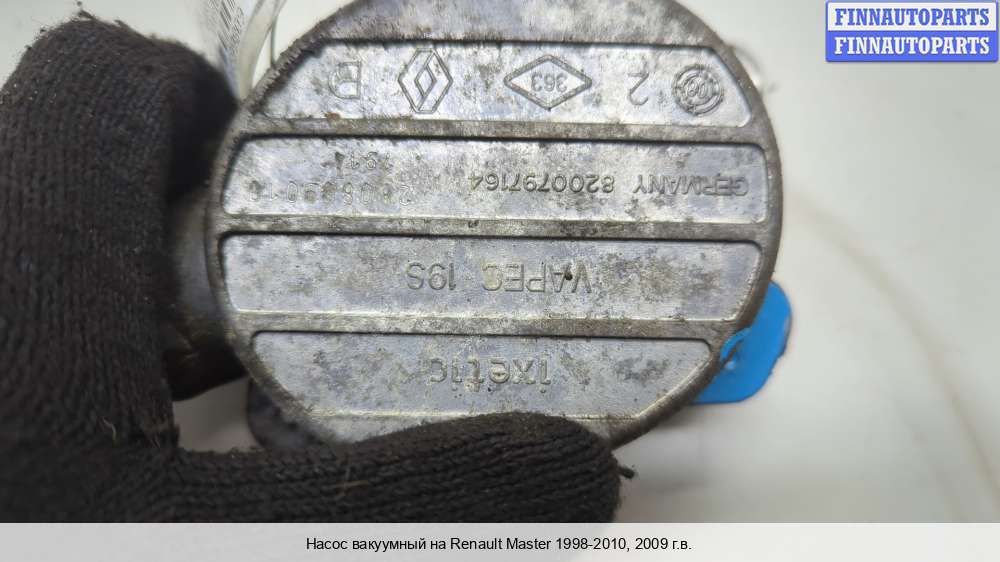 FINNAUTOPARTS
FINNAUTOPARTS
ixetic
VAPEC 19S
GERMANY 8200797164
2 363 B
Насос вакуумный на Renault Master 1998-2010, 2009 г.в.